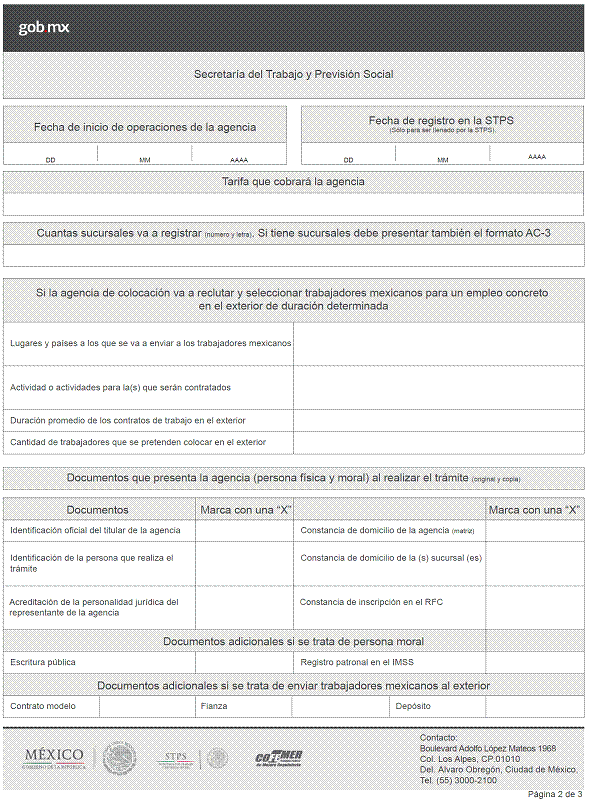 gob mx
Secretaría del Trabajo y Previsión Social
Fecha de inicio de operaciones de la agencia
DD MM AAAA
Fecha de registro en la STPS
(Sólo para ser llenado por la STPS).
DD MM AAAA
Tarifa que cobrará la agencia
Cuantas sucursales va a registrar (número y letra). Si tiene sucursales debe presentar también el formato AC-3
Si la agencia de colocación va a reclutar y seleccionar trabajadores mexicanos para un empleo concreto
en el exterior de duración determinada
Lugares y países a los que se va a enviar a los trabajadores mexicanos
Actividad o actividades para la(s) que serán contratados
Duración promedio de los contratos de trabajo en el exterior
Cantidad de trabajadores que se pretenden colocar en el exterior
Documentos que presenta la agencia (persona física y moral) al realizar el trámite (original y copia)
Documentos Marca con una “X” Marca con una “X”
Identificación oficial del titular de la agencia Constancia de domicilio de la agencia (matriz)
Identificación de la persona que realiza el
trámite
Constancia de domicilio de la (s) sucursal (es)
Acreditación de la personalidad jurídica del
representante de la agencia
Constancia de inscripción en el RFC
Documentos adicionales si se trata de persona moral
Escritura pública Registro patronal en el IMSS
Documentos adicionales si se trata de enviar trabajadores mexicanos al exterior
Contrato modelo Fianza Depósito
MÉXICO
GOBIERNO DE LA REPÚBLICA
STPS
COFEMER
de Mejora Regulatoria
Contacto:
Boulevard Adolfo López Mateos 1968
Col. Los Alpes, CP.01010
Del. Alvaro Obregón, Ciudad de México,
Tel. (55) 3000-2100
Página 2 de 3